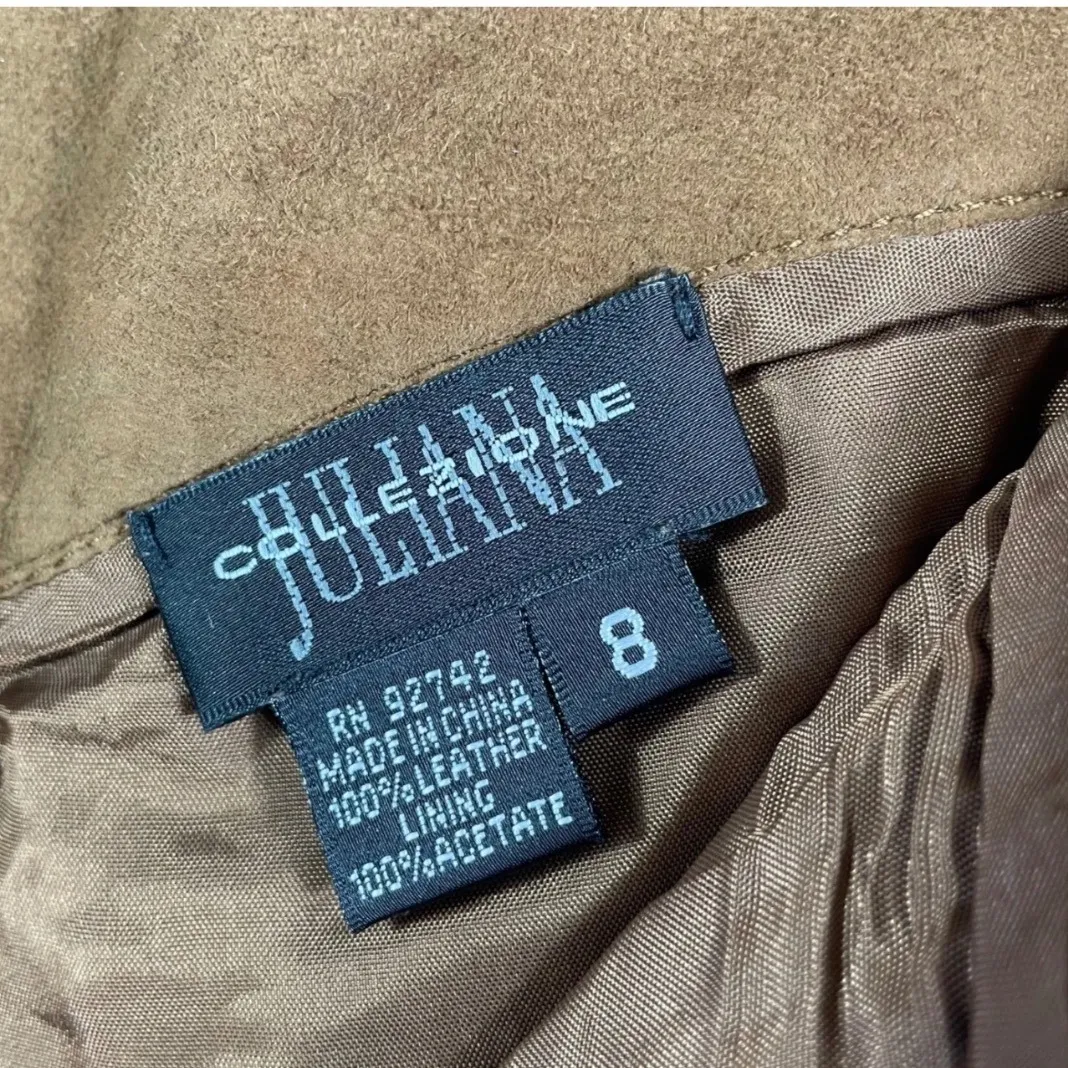 JULIANA
COLLEZIONE
8
RN 92742
MADE IN CHINA
100% LEATHER
LINING
100% ACETATE